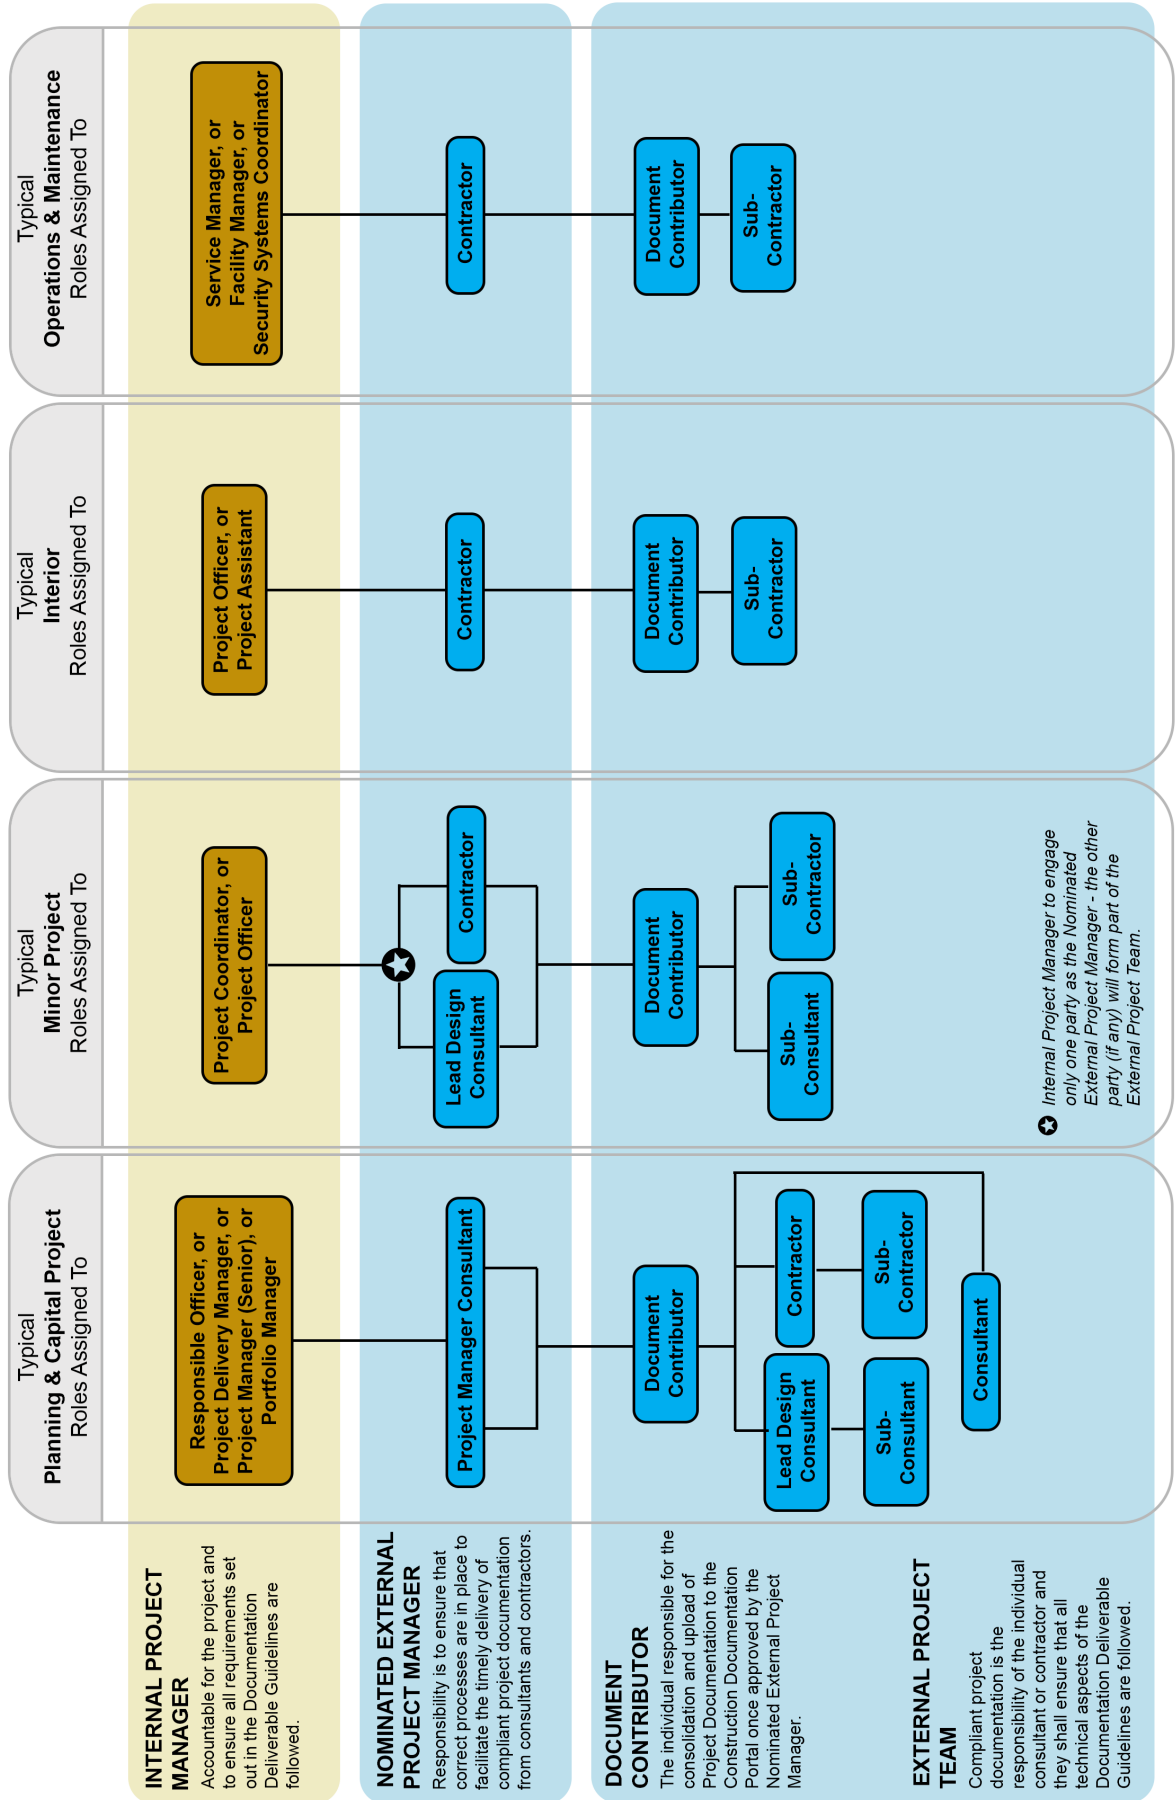 Typical
Planning & Capital Project
Roles Assigned To
Typical
Minor Project
Roles Assigned To
Typical
Interior
Roles Assigned To
Typical
Operations & Maintenance
Roles Assigned To
INTERNAL PROJECT
MANAGER
Accountable for the project and
to ensure all requirements set
out in the Documentation
Deliverable Guidelines are
followed.
Responsible Officer, or
Project Delivery Manager, or
Project Manager (Senior), or
Portfolio Manager
Project Coordinator, or
Project Officer
Project Officer, or
Project Assistant
Service Manager, or
Facility Manager, or
Security Systems Coordinator
NOMINATED EXTERNAL
PROJECT MANAGER
Responsibility is to ensure that
correct processes are in place to
facilitate the timely delivery of
compliant project documentation
from consultants and contractors.
Project Manager Consultant
Lead Design
Consultant
Contractor
Contractor
Contractor
DOCUMENT
CONTRIBUTOR
The individual responsible for the
consolidation and upload of
Project Documentation to the
Construction Documentation
Portal once approved by the
Nominated External Project
Manager.
Document
Contributor
Document
Contributor
Document
Contributor
Document
Contributor
Lead Design
Consultant
Contractor
Sub-
Consultant
Sub-
Contractor
Sub-
Contractor
Sub-
Contractor
Sub-
Consultant
Sub-
Contractor
EXTERNAL PROJECT
TEAM
Compliant project
documentation is the
responsibility of the individual
consultant or contractor and
they shall ensure that all
technical aspects of the
Documentation Deliverable
Guidelines are followed.
Consultant
Internal Project Manager to engage
only one party as the Nominated
External Project Manager - the other
party (if any) will form part of the
External Project Team.